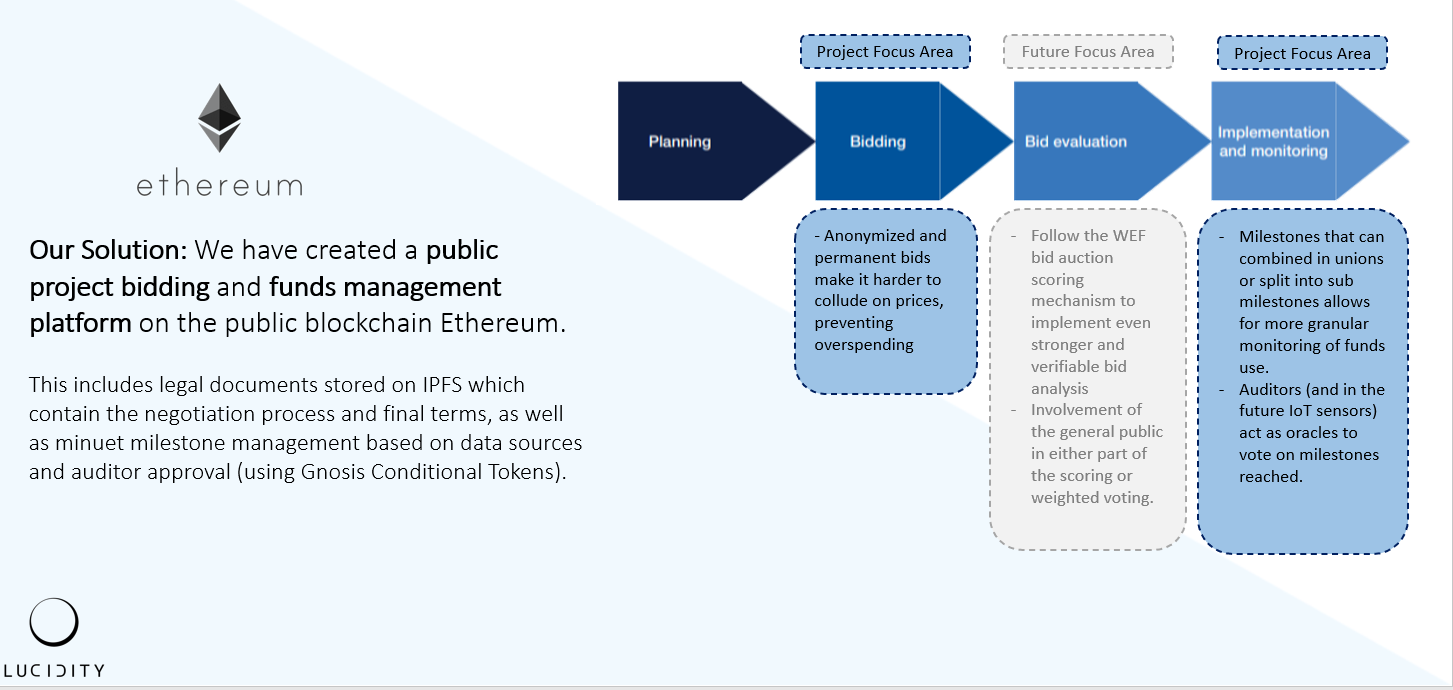 ethereum
Our Solution: We have created a public
project bidding and funds management
platform on the public blockchain Ethereum.
This includes legal documents stored on IPFS which
contain the negotiation process and final terms, as well
as minuet milestone management based on data sources
and auditor approval (using Gnosis Conditional Tokens).
LUCIDITY
Project Focus Area
Future Focus Area
Project Focus Area
Planning
Bidding
Bid evaluation
Implementation
and monitoring
- Anonymized and
permanent bids
make it harder to
collude on prices,
preventing
overspending
- Follow the WEF
bid auction
scoring
mechanism to
implement even
stronger and
verifiable bid
analysis
- Involvement of
the general public
in either part of
the scoring or
weighted voting.
- Milestones that can
combined in unions
or split into sub
milestones allows
for more granular
monitoring of funds
use.
- Auditors (and in the
future IoT sensors)
act as oracles to
vote on milestones
reached.